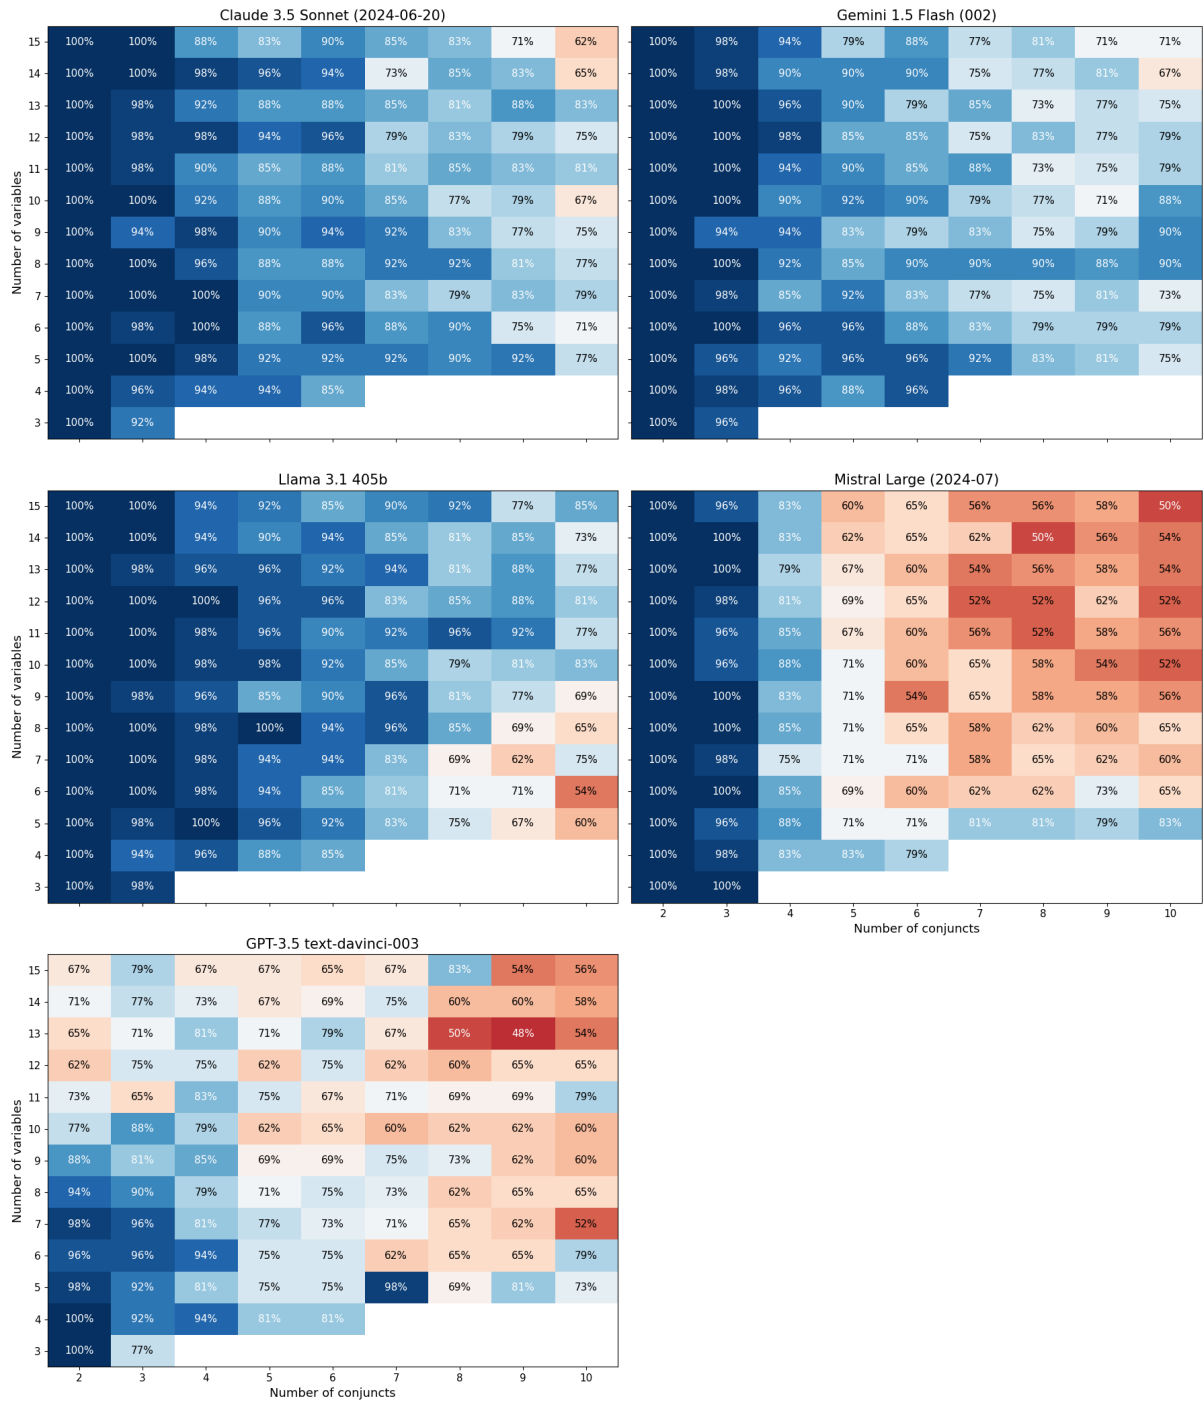 Claude 3.5 Sonnet (2024-06-20)
Number of variables
15 100% 100% 88% 83% 90% 85% 83% 71% 62%
14 100% 100% 98% 96% 94% 73% 85% 83% 65%
13 100% 98% 92% 88% 88% 85% 81% 88% 83%
12 100% 98% 98% 94% 96% 79% 83% 79% 75%
11 100% 98% 90% 85% 88% 81% 85% 83% 81%
10 100% 100% 92% 88% 90% 85% 77% 79% 67%
9 100% 94% 98% 90% 94% 92% 83% 77% 75%
8 100% 100% 96% 88% 88% 92% 92% 81% 77%
7 100% 100% 100% 90% 90% 83% 79% 83% 79%
6 100% 98% 100% 88% 96% 88% 90% 75% 71%
5 100% 100% 98% 92% 92% 92% 90% 92% 77%
4 100% 96% 94% 94% 85%
3 100% 92%
Gemini 1.5 Flash (002)
100% 98% 94% 79% 88% 77% 81% 71% 71%
100% 98% 90% 90% 90% 75% 77% 81% 67%
100% 100% 96% 90% 79% 85% 73% 77% 75%
100% 100% 98% 85% 85% 75% 83% 77% 79%
100% 100% 94% 90% 85% 88% 73% 75% 79%
100% 100% 90% 92% 90% 79% 77% 71% 88%
100% 94% 94% 83% 79% 83% 75% 79% 90%
100% 100% 92% 85% 90% 90% 90% 88% 90%
100% 98% 85% 92% 83% 77% 75% 81% 73%
100% 100% 96% 96% 88% 83% 79% 79% 79%
100% 96% 92% 96% 96% 92% 83% 81% 75%
100% 98% 96% 88% 96%
100% 96%
Llama 3.1 405b
Number of variables
15 100% 100% 94% 92% 85% 90% 92% 77% 85%
14 100% 100% 94% 90% 94% 85% 81% 85% 73%
13 100% 98% 96% 96% 92% 94% 81% 88% 77%
12 100% 100% 100% 96% 96% 83% 85% 88% 81%
11 100% 100% 98% 96% 90% 92% 96% 92% 77%
10 100% 100% 98% 98% 92% 85% 79% 81% 83%
9 100% 98% 96% 85% 90% 96% 81% 77% 69%
8 100% 100% 98% 100% 94% 96% 85% 69% 65%
7 100% 100% 98% 94% 94% 83% 69% 62% 75%
6 100% 100% 98% 94% 85% 81% 71% 71% 54%
5 100% 98% 100% 96% 92% 83% 75% 67% 60%
4 100% 94% 96% 88% 85%
3 100% 98%
Mistral Large (2024-07)
100% 96% 83% 60% 65% 56% 56% 58% 50%
100% 100% 83% 62% 65% 62% 50% 56% 54%
100% 100% 79% 67% 60% 54% 56% 58% 54%
100% 98% 81% 69% 65% 52% 52% 62% 52%
100% 96% 85% 67% 60% 56% 52% 58% 56%
100% 96% 88% 71% 60% 65% 58% 54% 52%
100% 100% 83% 71% 54% 65% 58% 58% 56%
100% 100% 85% 71% 65% 58% 62% 60% 65%
100% 98% 75% 71% 71% 58% 65% 62% 60%
100% 100% 85% 69% 60% 62% 62% 73% 65%
100% 96% 88% 71% 71% 81% 81% 79% 83%
100% 98% 83% 83% 79%
100% 100%
2 3 4 5 6 7 8 9 10
Number of conjuncts
GPT-3.5 text-davinci-003
Number of variables
15 67% 79% 67% 67% 65% 67% 83% 54% 56%
14 71% 77% 73% 67% 69% 75% 60% 60% 58%
13 65% 71% 81% 71% 79% 67% 50% 48% 54%
12 62% 75% 75% 62% 75% 62% 60% 65% 65%
11 73% 65% 83% 75% 67% 71% 69% 69% 79%
10 77% 88% 79% 62% 65% 60% 62% 62% 60%
9 88% 81% 85% 69% 69% 75% 73% 62% 60%
8 94% 90% 79% 71% 75% 73% 62% 65% 65%
7 98% 96% 81% 77% 73% 71% 65% 62% 52%
6 96% 96% 94% 75% 75% 62% 65% 65% 79%
5 98% 92% 81% 75% 75% 98% 69% 81% 73%
4 100% 92% 94% 81% 81%
3 100% 77%
2 3 4 5 6 7 8 9 10
Number of conjuncts